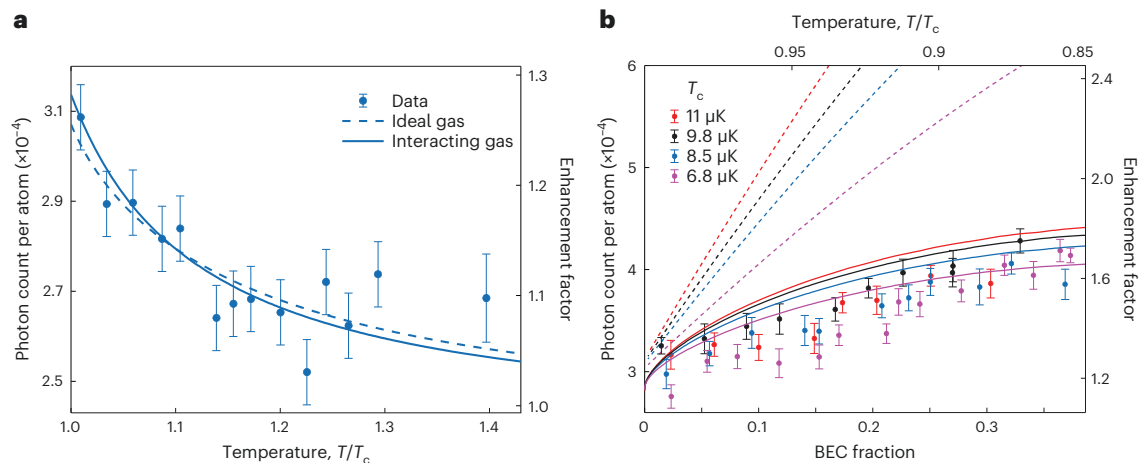 a
Photon count per atom (×10⁻⁴)
3.1
2.9
2.7
2.5
1.3
1.2
1.1
1.0
Enhancement factor
Data
Ideal gas
Interacting gas
1.0
1.1
1.2
1.3
1.4
Temperature, T/Tc
b
Temperature, T/Tc
0.95
0.9
0.85
Photon count per atom (×10⁻⁴)
6
5
4
3
Tc
11 µK
9.8 µK
8.5 µK
6.8 µK
2.4
2.0
1.6
1.2
Enhancement factor
0
0.1
0.2
0.3
BEC fraction